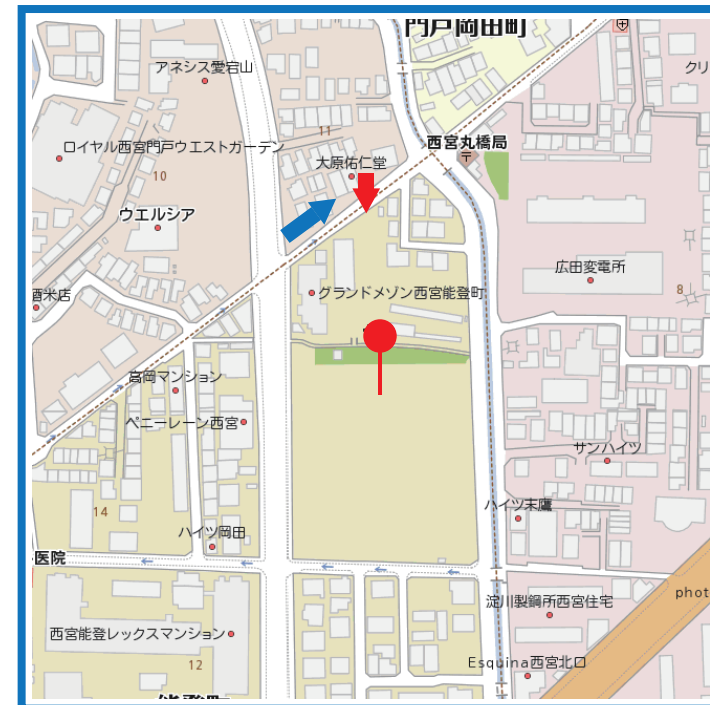 門戸岡田町
アネシス愛宕山
クリ
11
西宮丸橋局
ロイヤル西宮門戸ウエストガーデン
大原佑仁堂
10
ウエルシア
広田変電所
酒米店
グランドメゾン西宮能登町
8
高岡マンション
ペニーレーン西宮
サンハイツ
14
ハイツ末廣
ハイツ岡田
医院
photo
淀川製鋼所西宮住宅
西宮能登レックスマンション
12
Esquina西宮北口
能登町